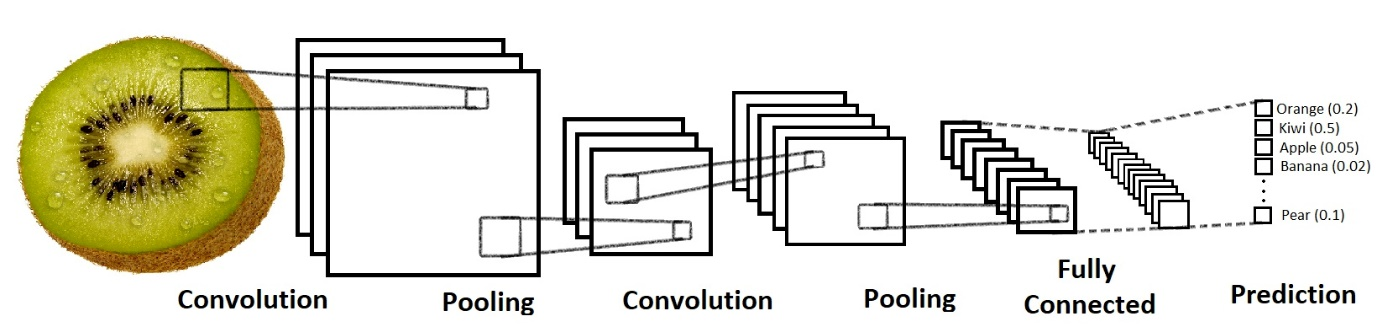 Orange (0.2)
Kiwi (0.5)
Apple (0.05)
Banana (0.02)
Pear (0.1)
Convolution
Pooling
Convolution
Pooling
Fully
Connected
Prediction